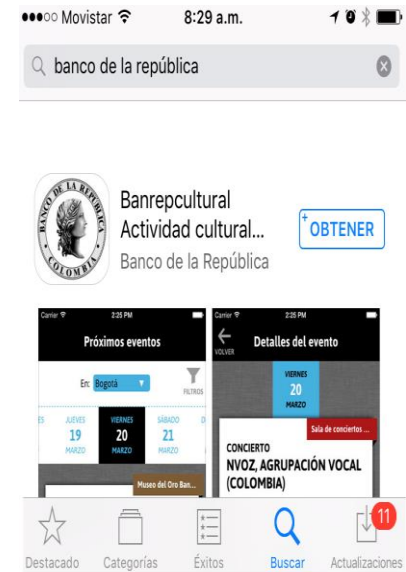 Movistar 8:29 a.m.
banco de la república
BANCO DE LA REPÚBLICA
COLOMBIA
Banrepcultural
Actividad cultural...
Banco de la República
+OBTENER
Carrier 2:25 PM
Próximos eventos
En: Bogotá
FILTROS
ES JUEVES VIERNES SÁBADO D
19 20 21
MARZO MARZO MARZO
Museo del Oro Ban...
Carrier 2:25 PM
VOLVER
Detalles del evento
VIERNES
20
MARZO
Sala de conciertos ...
CONCIERTO
NVOZ, AGRUPACIÓN VOCAL
(COLOMBIA)
11
Destacado Categorías Éxitos Buscar Actualizaciones